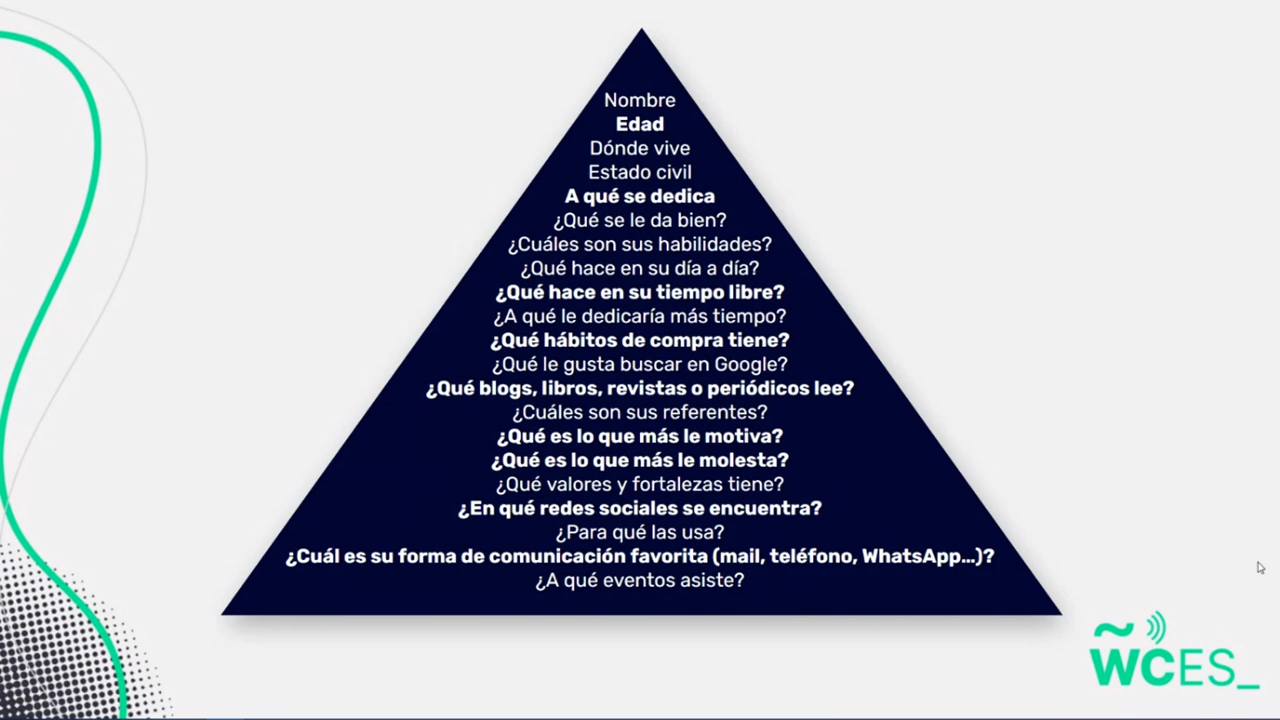 Nombre
Edad
Dónde vive
Estado civil
A qué se dedica
¿Qué se le da bien?
¿Cuáles son sus habilidades?
¿Qué hace en su día a día?
¿Qué hace en su tiempo libre?
¿A qué le dedicaría más tiempo?
¿Qué hábitos de compra tiene?
¿Qué le gusta buscar en Google?
¿Qué blogs, libros, revistas o periódicos lee?
¿Cuáles son sus referentes?
¿Qué es lo que más le motiva?
¿Qué es lo que más le molesta?
¿Qué valores y fortalezas tiene?
¿En qué redes sociales se encuentra?
¿Para qué las usa?
¿Cuál es su forma de comunicación favorita (mail, teléfono, WhatsApp...)?
¿A qué eventos asiste?
WCES_